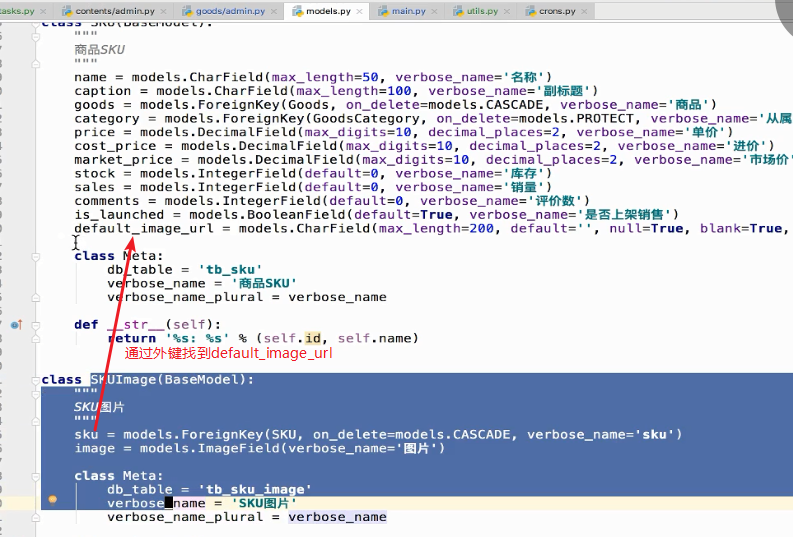 tasks.py × contents/admin.py × goods/admin.py × models.py × main.py × utils.py × crons.py ×
class SKU(BaseModel):
"""
商品SKU
"""
name = models.CharField(max_length=50, verbose_name='名称')
caption = models.CharField(max_length=100, verbose_name='副标题')
goods = models.ForeignKey(Goods, on_delete=models.CASCADE, verbose_name='商品')
category = models.ForeignKey(GoodsCategory, on_delete=models.PROTECT, verbose_name='从属
price = models.DecimalField(max_digits=10, decimal_places=2, verbose_name='单价')
cost_price = models.DecimalField(max_digits=10, decimal_places=2, verbose_name='进价')
market_price = models.DecimalField(max_digits=10, decimal_places=2, verbose_name='市场价'
stock = models.IntegerField(default=0, verbose_name='库存')
sales = models.IntegerField(default=0, verbose_name='销量')
comments = models.IntegerField(default=0, verbose_name='评价数')
is_launched = models.BooleanField(default=True, verbose_name='是否上架销售')
default_image_url = models.CharField(max_length=200, default='', null=True, blank=True,
class Meta:
db_table = 'tb_sku'
verbose_name = '商品SKU'
verbose_name_plural = verbose_name
def __str__(self):
return '%s: %s' % (self.id, self.name)
通过外键找到default_image_url
class SKUImage(BaseModel):
"""
SKU图片
"""
sku = models.ForeignKey(SKU, on_delete=models.CASCADE, verbose_name='sku')
image = models.ImageField(verbose_name='图片')
class Meta:
db_table = 'tb_sku_image'
verbose_name = 'SKU图片'
verbose_name_plural = verbose_name